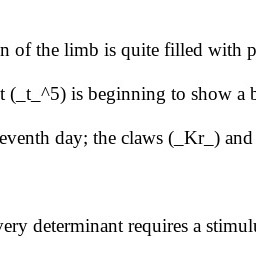 n of the limb is quite filled with p
t (_t_^5) is beginning to show a b
eventh day; the claws (_Kr_) and
very determinant requires a stimulu